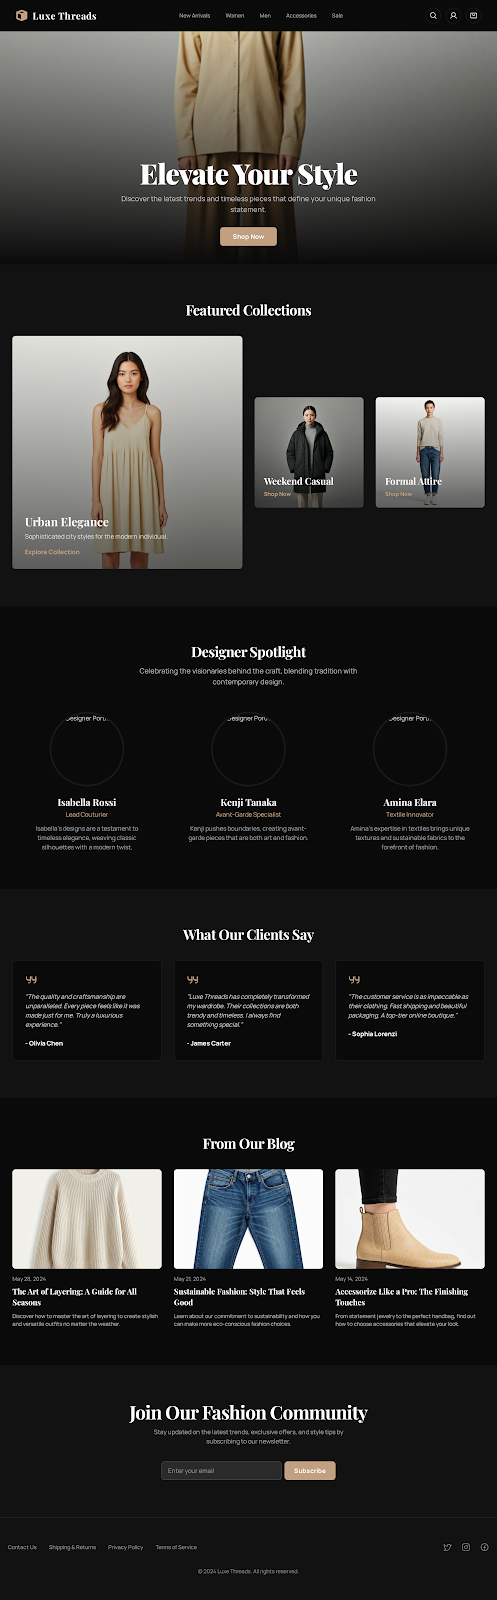 Luxe Threads
New Arrivals
Women
Men
Accessories
Sale
Elevate Your Style
Discover the latest trends and timeless pieces that define your unique fashion
statement.
Shop Now
Featured Collections
Urban Elegance
Sophisticated city styles for the modern individual.
Explore Collection
Weekend Casual
Shop Now
Formal Attire
Shop Now
Designer Spotlight
Celebrating the visionaries behind the craft, blending tradition with
contemporary design.
Designer
Designer
Designer
Isabella Rossi
Lead Couturier
Isabella's designs are a testament to
timeless elegance, weaving classic
silhouettes with a modern twist.
Kenji Tanaka
Avant-Garde Specialist
Kenji pushes boundaries, creating avant-
garde pieces that are both art and fashion.
Amina Elara
Textile Innovator
Amina's expertise in textiles brings unique
textures and sustainable fabrics to the
forefront of fashion.
What Our Clients Say
"The quality and craftsmanship are
unparalleled. Every piece feels like it was
made just for me. Truly a luxurious
experience."
- Olivia Chen
"Luxe Threads has completely transformed
my wardrobe. Their collections are both
trendy and timeless. I always find
something special."
- James Carter
"The customer service is as impeccable as
their clothing. Fast shipping and beautiful
packaging. A top-tier online boutique."
- Sophia Lorenzi
From Our Blog
May 28, 2024
The Art of Layering: A Guide for All
Seasons
Discover how to master the art of layering to create stylish
and versatile outfits no matter the weather.
May 21, 2024
Sustainable Fashion: Style That Feels
Good
Learn about our commitment to sustainability and how you
can make more eco-conscious fashion choices.
May 14, 2024
Accessorize Like a Pro: The Finishing
Touches
From statement jewelry to the perfect handbag, find out
how to choose accessories that elevate your look.
Join Our Fashion Community
Stay updated on the latest trends, exclusive offers, and style tips by
subscribing to our newsletter.
Enter your email
Subscribe
Contact Us
Shipping & Returns
Privacy Policy
Terms of Service
© 2024 Luxe Threads. All rights reserved.